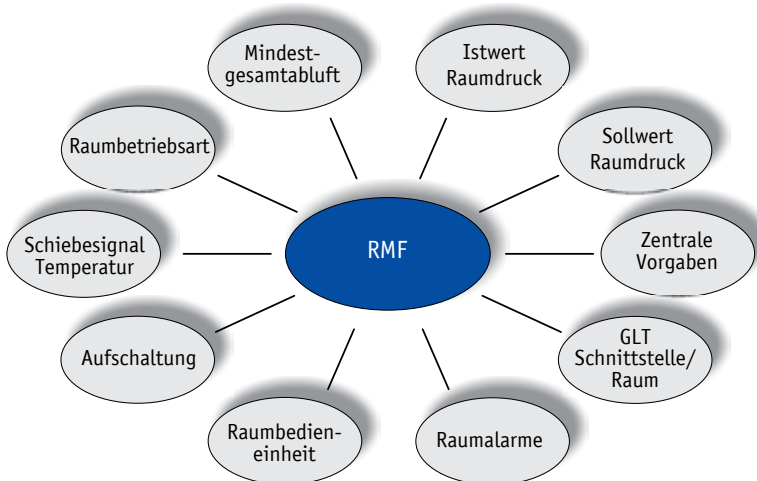 Mindest-
gesamtabluft
Istwert
Raumdruck
Raumbetriebsart
Sollwert
Raumdruck
Schiebesignal
Temperatur
RMF
Zentrale
Vorgaben
Aufschaltung
GLT
Schnittstelle/
Raum
Raumbedien-
einheit
Raumalarme